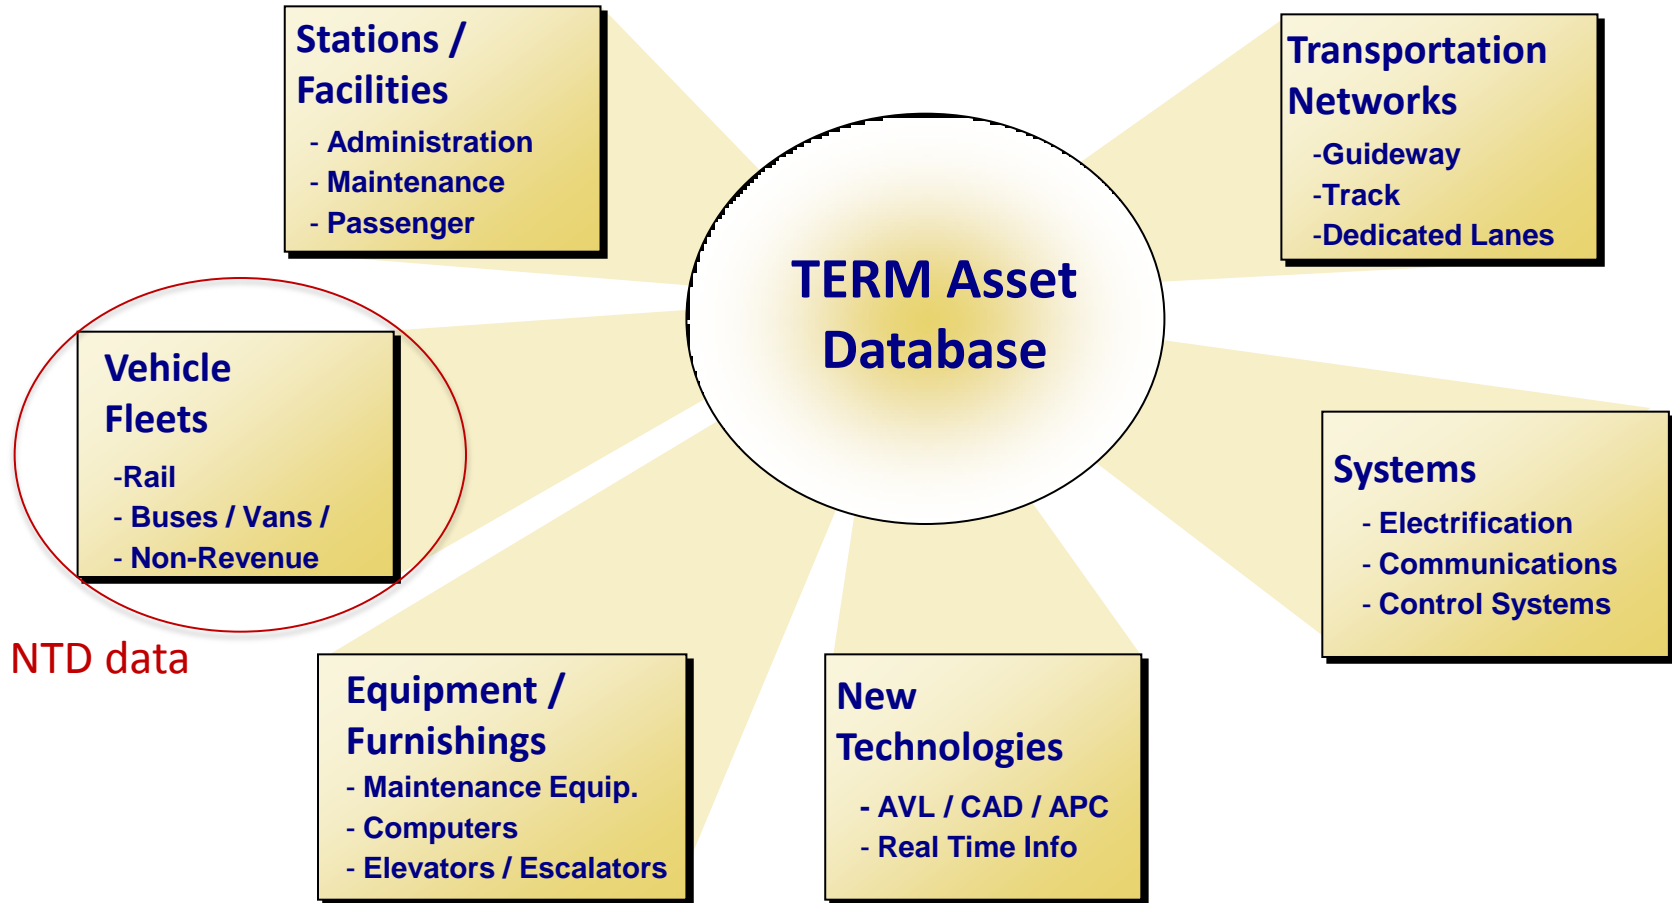 Stations /
Facilities
- Administration
- Maintenance
- Passenger
Transportation
Networks
-Guideway
-Track
-Dedicated Lanes
TERM Asset
Database
Vehicle
Fleets
-Rail
- Buses / Vans /
- Non-Revenue
NTD data
Systems
- Electrification
- Communications
- Control Systems
Equipment /
Furnishings
- Maintenance Equip.
- Computers
- Elevators / Escalators
New
Technologies
- AVL / CAD / APC
- Real Time Info